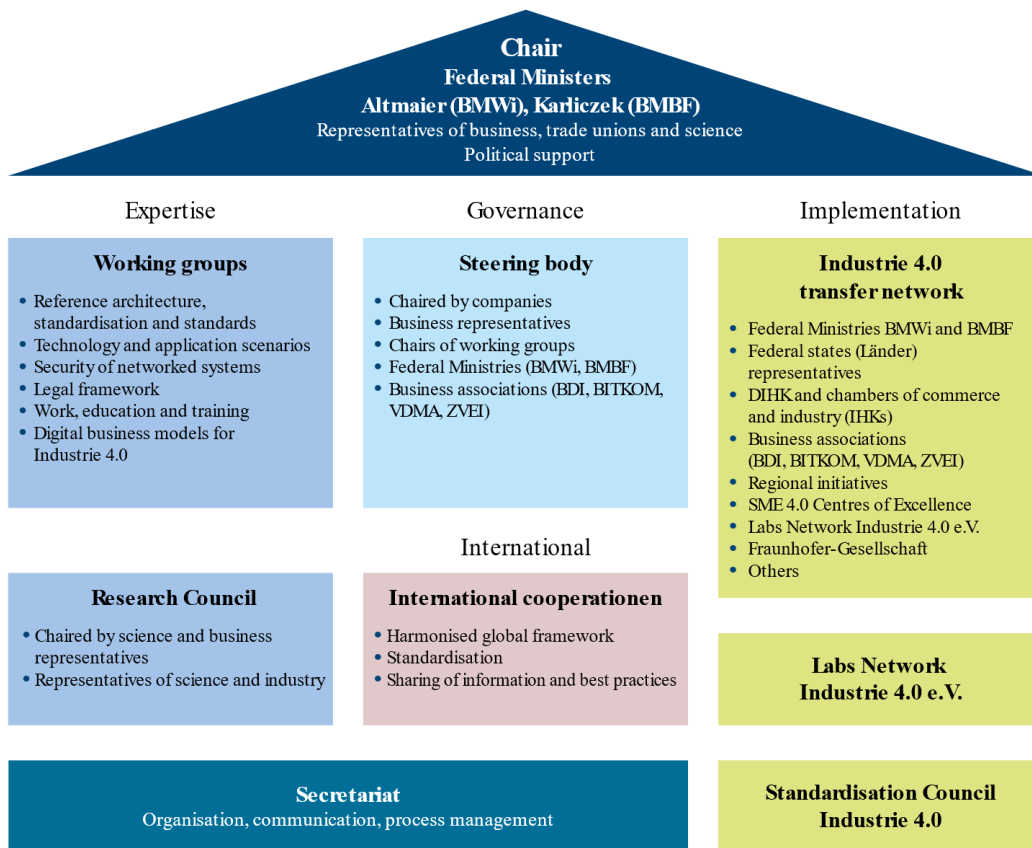 Chair
Federal Ministers
Altmaier (BMWi), Karliczek (BMBF)
Representatives of business, trade unions and science
Political support
Expertise
Working groups
• Reference architecture,
standardisation and standards
• Technology and application scenarios
• Security of networked systems
• Legal framework
• Work, education and training
• Digital business models for
Industrie 4.0
Research Council
• Chaired by science and business
representatives
• Representatives of science and industry
Governance
Steering body
• Chaired by companies
• Business representatives
• Chairs of working groups
• Federal Ministries (BMWi, BMBF)
• Business associations (BDI, BITKOM,
VDMA, ZVEI)
International
International cooperationen
• Harmonised global framework
• Standardisation
• Sharing of information and best practices
Implementation
Industrie 4.0
transfer network
• Federal Ministries BMWi and BMBF
• Federal states (Länder)
representatives
• DIHK and chambers of commerce
and industry (IHKs)
• Business associations
(BDI, BITKOM, VDMA, ZVEI)
• Regional initiatives
• SME 4.0 Centres of Excellence
• Labs Network Industrie 4.0 e.V.
• Fraunhofer-Gesellschaft
• Others
Labs Network
Industrie 4.0 e.V.
Secretariat
Organisation, communication, process management
Standardisation Council
Industrie 4.0